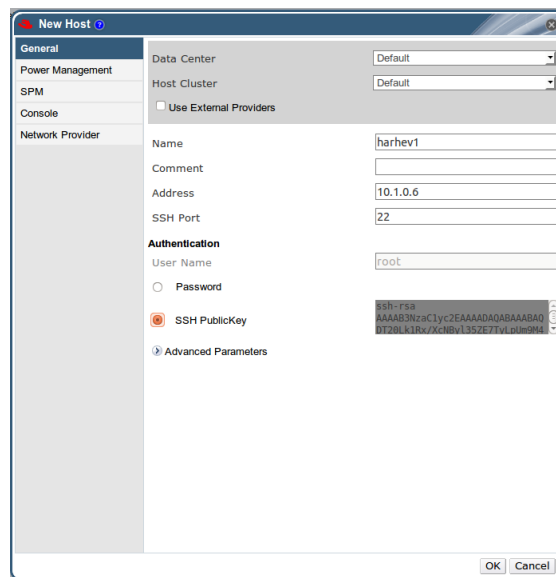 New Host
General
Power Management
SPM
Console
Network Provider
Data Center Default
Host Cluster Default
Use External Providers
Name harhev1
Comment
Address 10.1.0.6
SSH Port 22
Authentication
User Name root
Password
SSH PublicKey
ssh-rsa
AAAAB3NzaC1yc2EAAAADAQABAAABAQ
DT20Lk1Rx/XcNByl35ZE7TyLpUm9M4
Advanced Parameters
OK Cancel